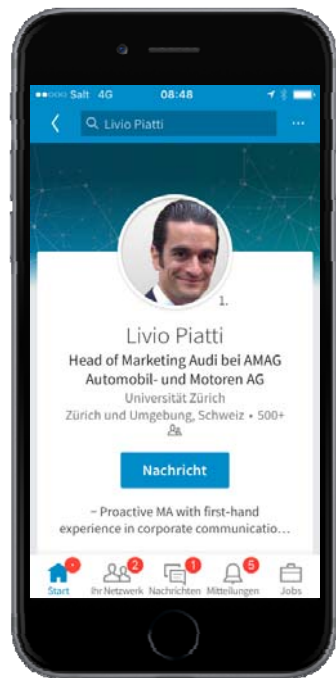 Salt 4G 08:48
Livio Piatti
1.
Livio Piatti
Head of Marketing Audi bei AMAG
Automobil- und Motoren AG
Universität Zürich
Zürich und Umgebung, Schweiz • 500+
Nachricht
– Proactive MA with first-hand
experience in corporate communicatio…
2 1 5
Start Ihr Netzwerk Nachrichten Mitteilungen Jobs